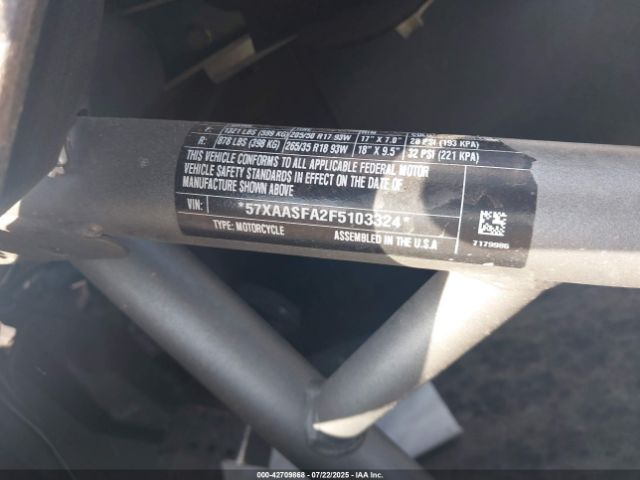 F: 1321 LBS (599 KG) 205/50 R17 93W 17" X 7.0" 28 PSI (193 KPA)
R: 878 LBS (398 KG) 265/35 R18 93W 18" X 9.5" 32 PSI (221 KPA)
THIS VEHICLE CONFORMS TO ALL APPLICABLE FEDERAL MOTOR
VEHICLE SAFETY STANDARDS IN EFFECT ON THE DATE OF
MANUFACTURE SHOWN ABOVE.
VIN: *57XAASFA2F5103324*
TYPE: MOTORCYCLE ASSEMBLED IN THE U.S.A
7179986
000-42709868 | 07/22/2025 - IAA Inc.